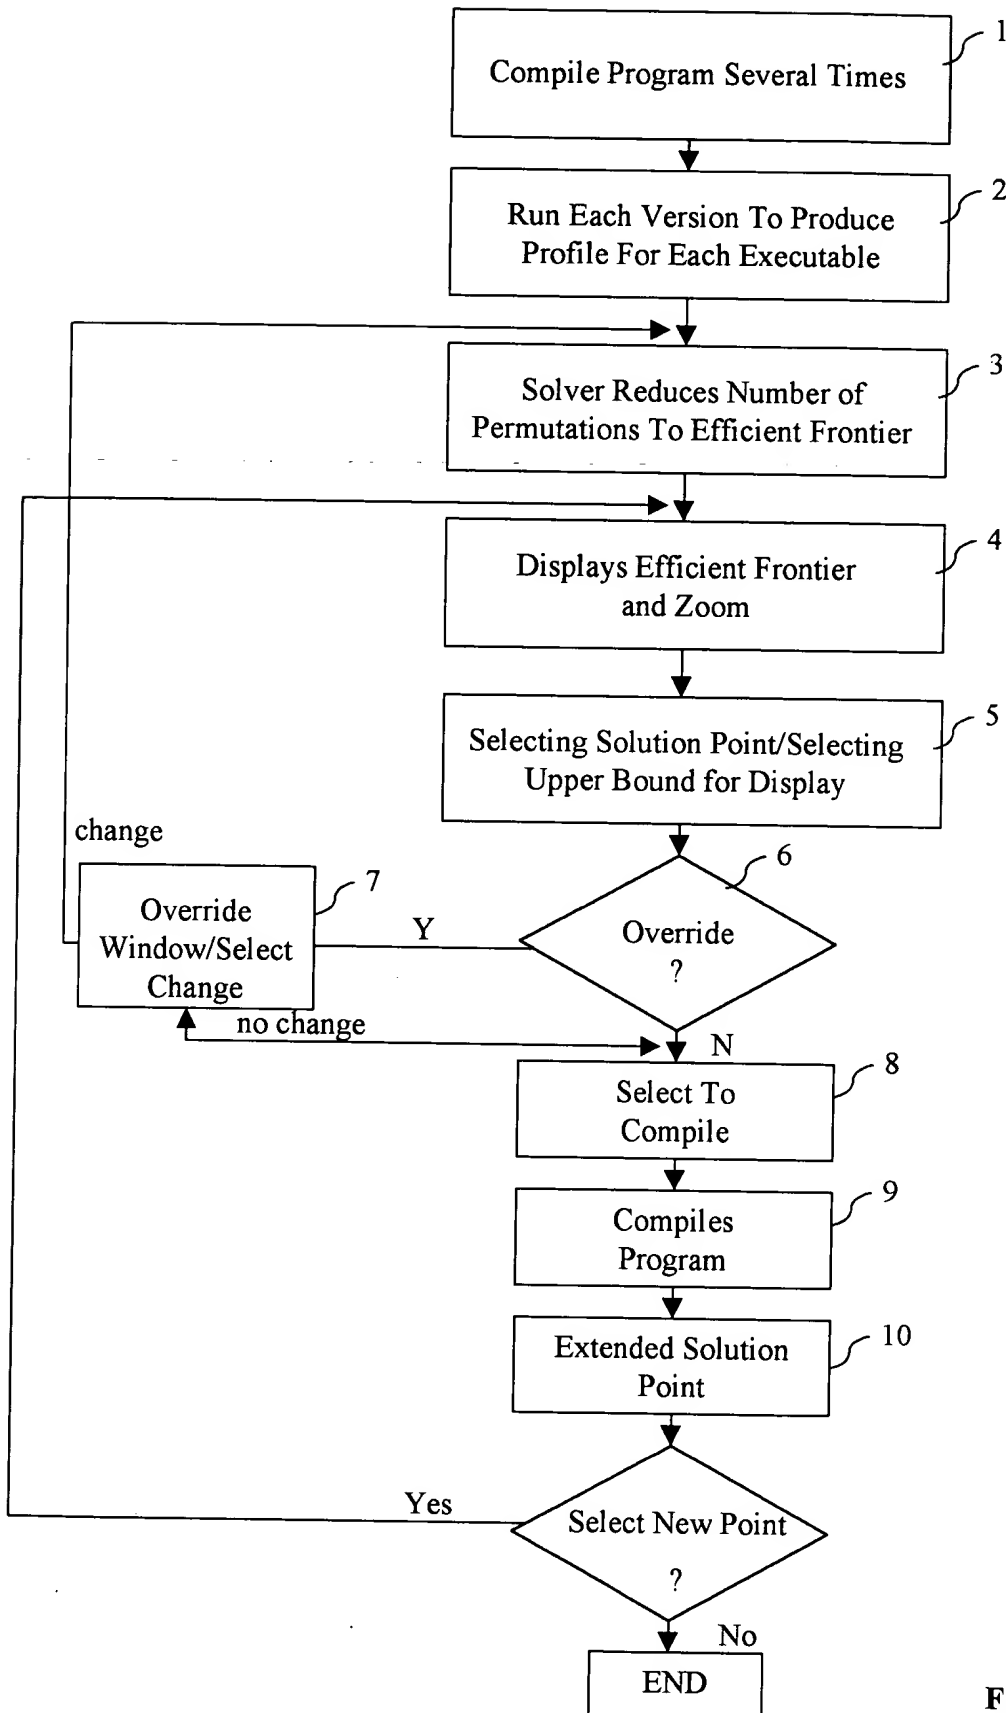 1
Compile Program Several Times
2
Run Each Version To Produce
Profile For Each Executable
3
Solver Reduces Number of
Permutations To Efficient Frontier
4
Displays Efficient Frontier
and Zoom
5
Selecting Solution Point/Selecting
Upper Bound for Display
change
6
7
Override
Window/Select
Change
Y
Override
?
no change
N
8
Select To
Compile
9
Compiles
Program
10
Extended Solution
Point
Yes
Select New Point
?
No
END
F